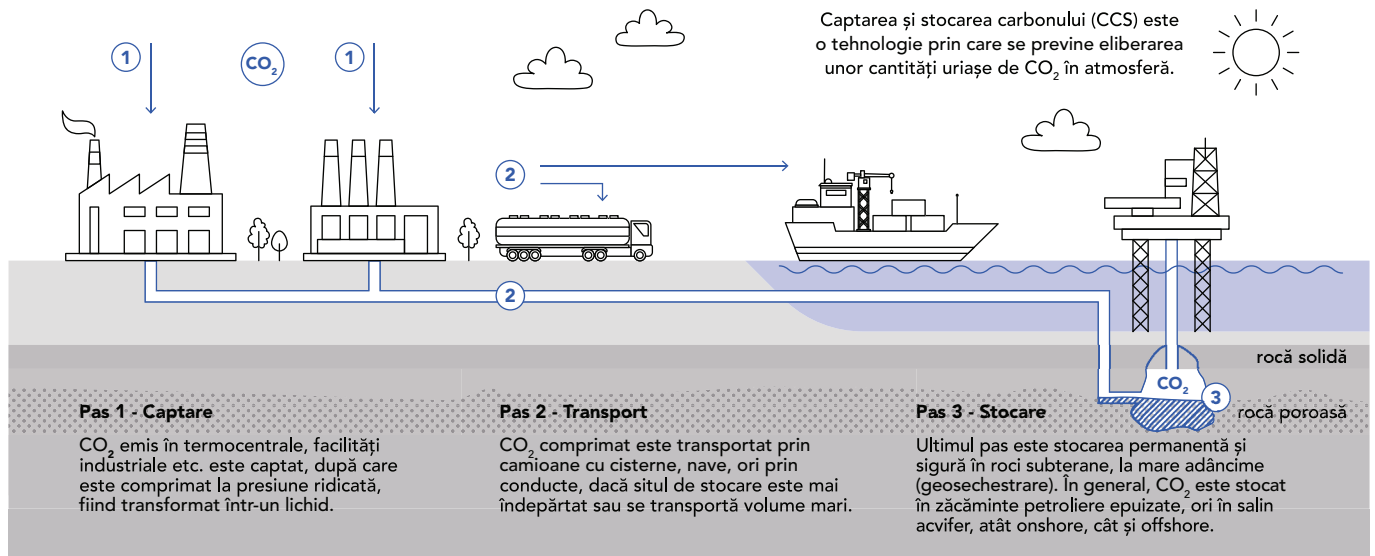 Captarea și stocarea carbonului (CCS) este
o tehnologie prin care se previne eliberarea
unor cantități uriașe de CO₂ în atmosferă.
1
CO₂
1
2
2
rocă solidă
CO₂
3
rocă poroasă
Pas 1 - Captare
CO₂ emis în termocentrale, facilități
industriale etc. este captat, după care
este comprimat la presiune ridicată,
fiind transformat într-un lichid.
Pas 2 - Transport
CO₂ comprimat este transportat prin
camioane cu cisterne, nave, ori prin
conducte, dacă situl de stocare este mai
îndepărtat sau se transportă volume mari.
Pas 3 - Stocare
Ultimul pas este stocarea permanentă și
sigură în roci subterane, la mare adâncime
(geosechestrare). În general, CO₂ este stocat
în zăcăminte petroliere epuizate, ori în salin
acvifer, atât onshore, cât și offshore.